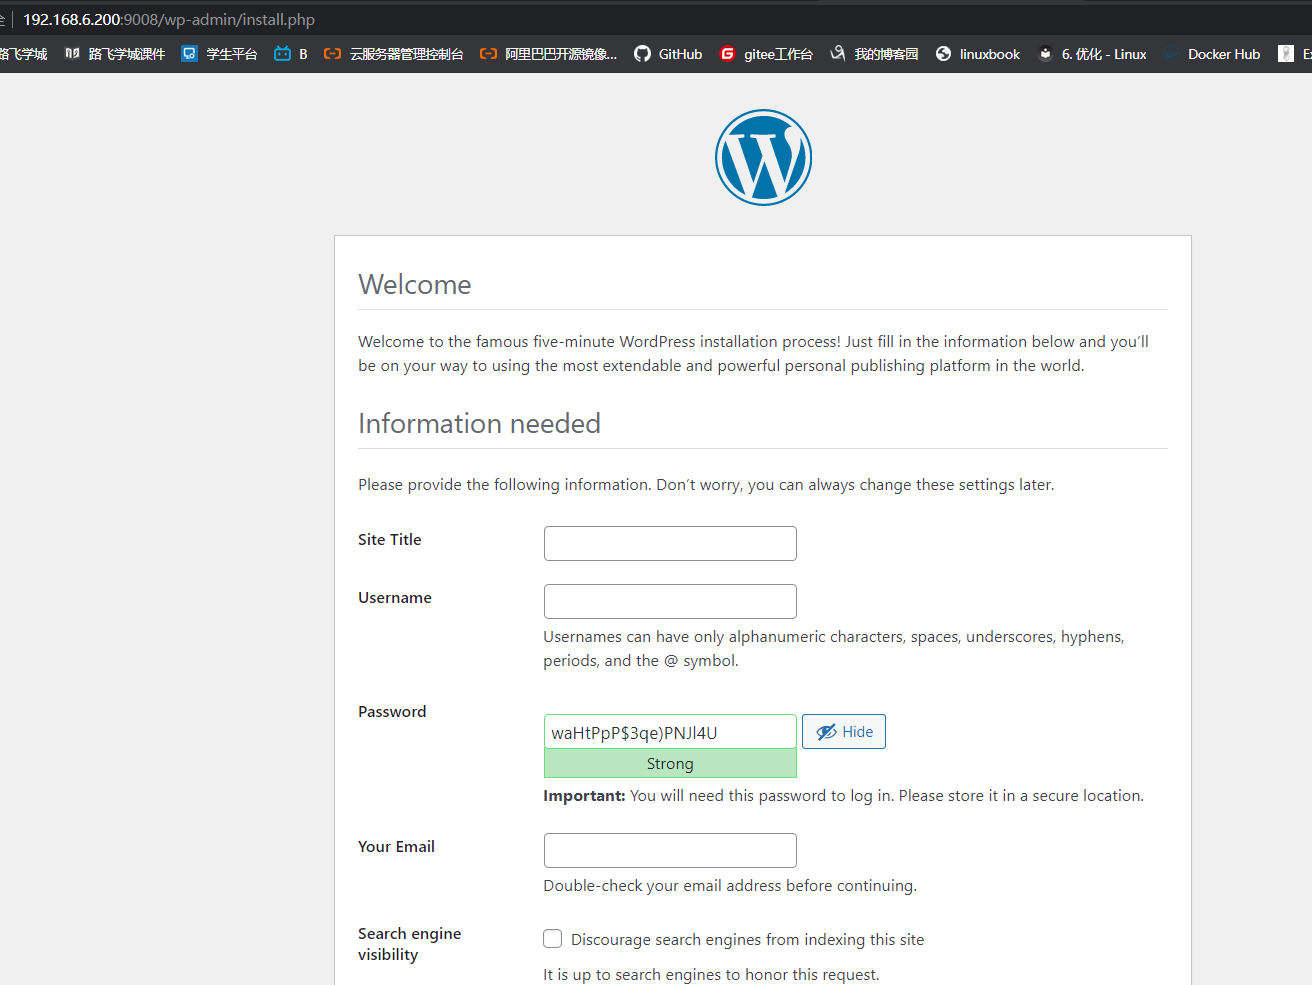 192.168.6.200:9008/wp-admin/install.php
路飞学城 路飞学城课件 学生平台 B 云服务器管理控制台 阿里巴巴开源镜像... GitHub gitee工作台 我的博客园 linuxbook 6. 优化 - Linux Docker Hub
Welcome
Welcome to the famous five-minute WordPress installation process! Just fill in the information below and you’ll
be on your way to using the most extendable and powerful personal publishing platform in the world.
Information needed
Please provide the following information. Don’t worry, you can always change these settings later.
Site Title
Username
Usernames can have only alphanumeric characters, spaces, underscores, hyphens,
periods, and the @ symbol.
Password
waHtPpP$3qe)PNJl4U
Hide
Strong
Important: You will need this password to log in. Please store it in a secure location.
Your Email
Double-check your email address before continuing.
Search engine
visibility
Discourage search engines from indexing this site
It is up to search engines to honor this request.